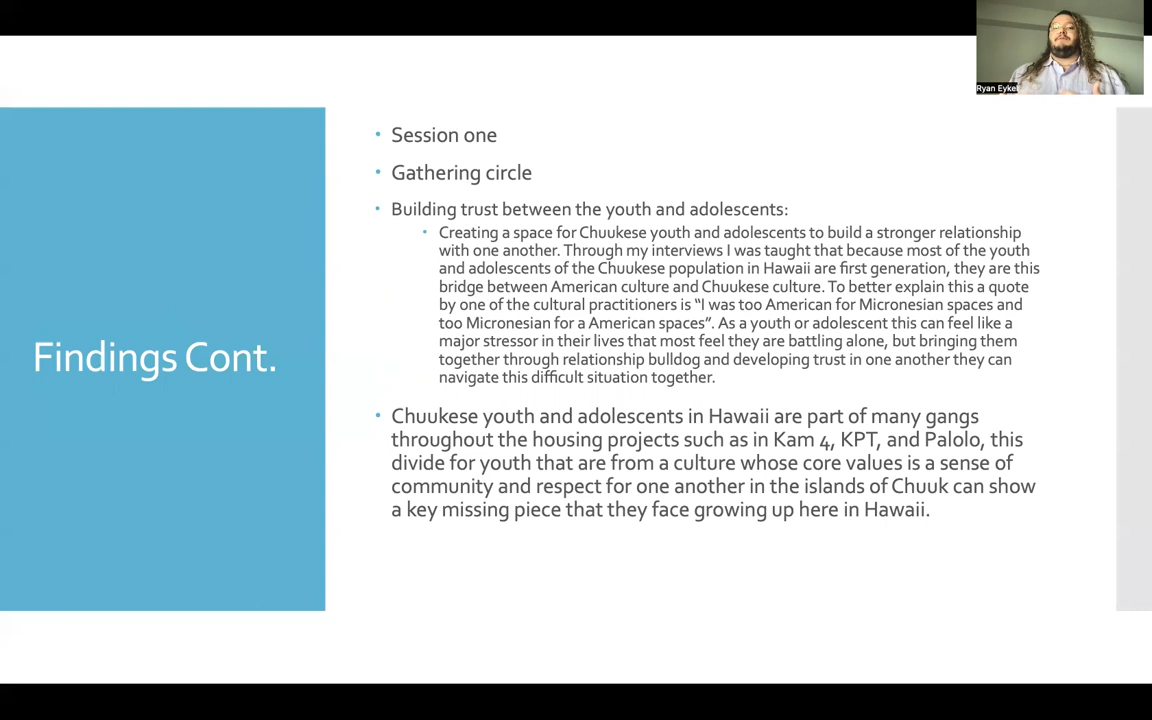 Ryan Eyke
Findings Cont.
• Session one
• Gathering circle
• Building trust between the youth and adolescents:
• Creating a space for Chuukese youth and adolescents to build a stronger relationship
with one another. Through my interviews I was taught that because most of the youth
and adolescents of the Chuukese population in Hawaii are first generation, they are this
bridge between American culture and Chuukese culture. To better explain this a quote
by one of the cultural practitioners is “I was too American for Micronesian spaces and
too Micronesian for a American spaces”. As a youth or adolescent this can feel like a
major stressor in their lives that most feel they are battling alone, but bringing them
together through relationship bulldog and developing trust in one another they can
navigate this difficult situation together.
• Chuukese youth and adolescents in Hawaii are part of many gangs
throughout the housing projects such as in Kam 4, KPT, and Palolo, this
divide for youth that are from a culture whose core values is a sense of
community and respect for one another in the islands of Chuuk can show
a key missing piece that they face growing up here in Hawaii.